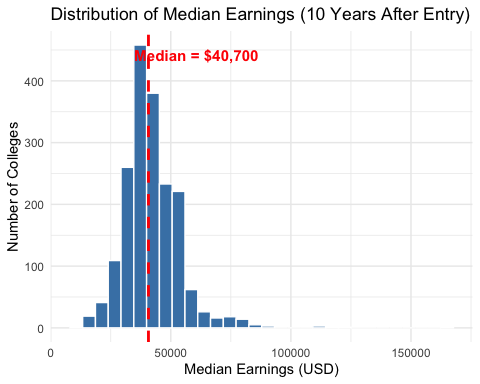 Distribution of Median Earnings (10 Years After Entry)
Median = $40,700
Number of Colleges
400
300
200
100
0
0 50000 100000 150000
Median Earnings (USD)